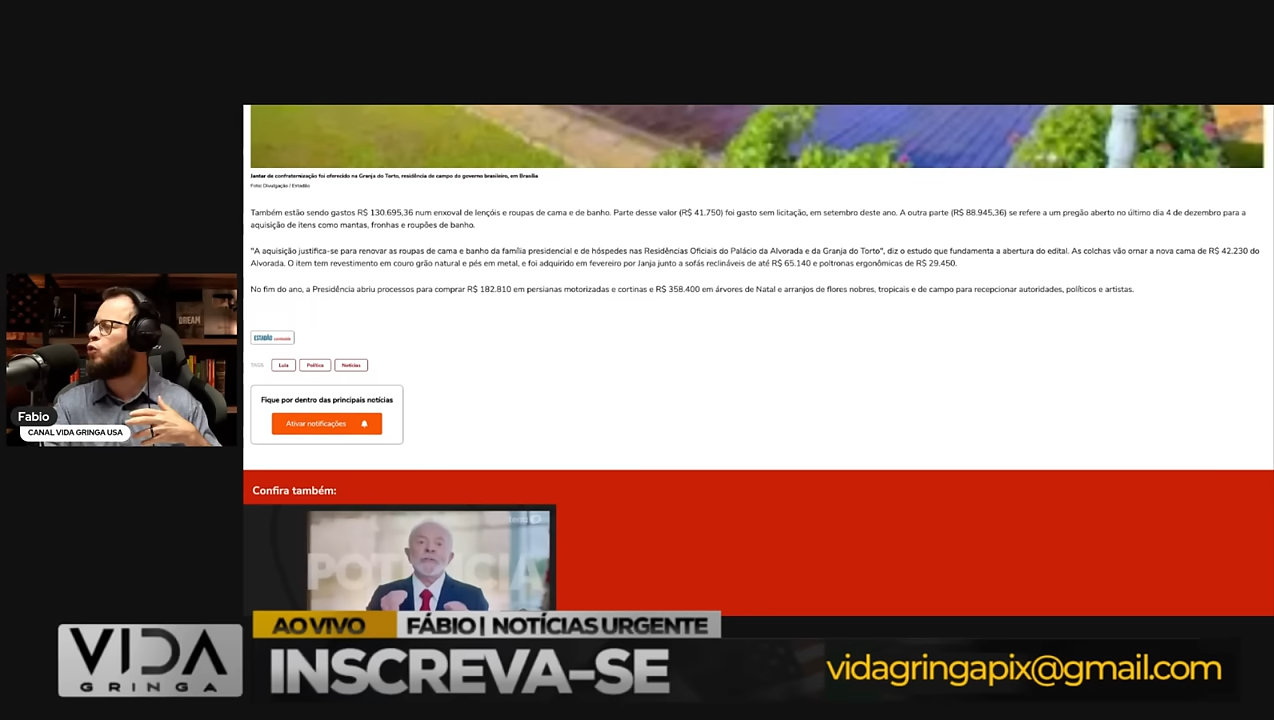 Jantar de confraternização foi oferecido na Granja do Torto, residência de campo do governo brasileiro, em Brasília
Foto: Divulgação / Estadão
Também estão sendo gastos R$ 130.695,36 num enxoval de lençóis e roupas de cama e de banho. Parte desse valor (R$ 41.750) foi gasto sem licitação, em setembro deste ano. A outra parte (R$ 88.945,36) se refere a um pregão aberto no último dia 4 de dezembro para a
aquisição de itens como mantas, fronhas e roupões de banho.
"A aquisição justifica-se para renovar as roupas de cama e banho da família presidencial e de hóspedes nas Residências Oficiais do Palácio da Alvorada e da Granja do Torto", diz o estudo que fundamenta a abertura do edital. As colchas vão ornar a nova cama de R$ 42.230 do
Alvorada. O item tem revestimento em couro grão natural e pés em metal, e foi adquirido em fevereiro por Janja junto a sofás reclináveis de até R$ 65.140 e poltronas ergonômicas de R$ 29.450.
No fim do ano, a Presidência abriu processos para comprar R$ 182.810 em persianas motorizadas e cortinas e R$ 358.400 em árvores de Natal e arranjos de flores nobres, tropicais e de campo para recepcionar autoridades, políticos e artistas.
DREAM
ESTADÃO
TAGS
Lula
Política
Notícias
Fique por dentro das principais notícias
Ativar notificações
Fabio
CANAL VIDA GRINGA USA
Confira também:
terra
POTÊNCIA
AO VIVO
FÁBIO | NOTÍCIAS URGENTE
VIDA
GRINGA
INSCREVA-SE
vidagringapix@gmail.com